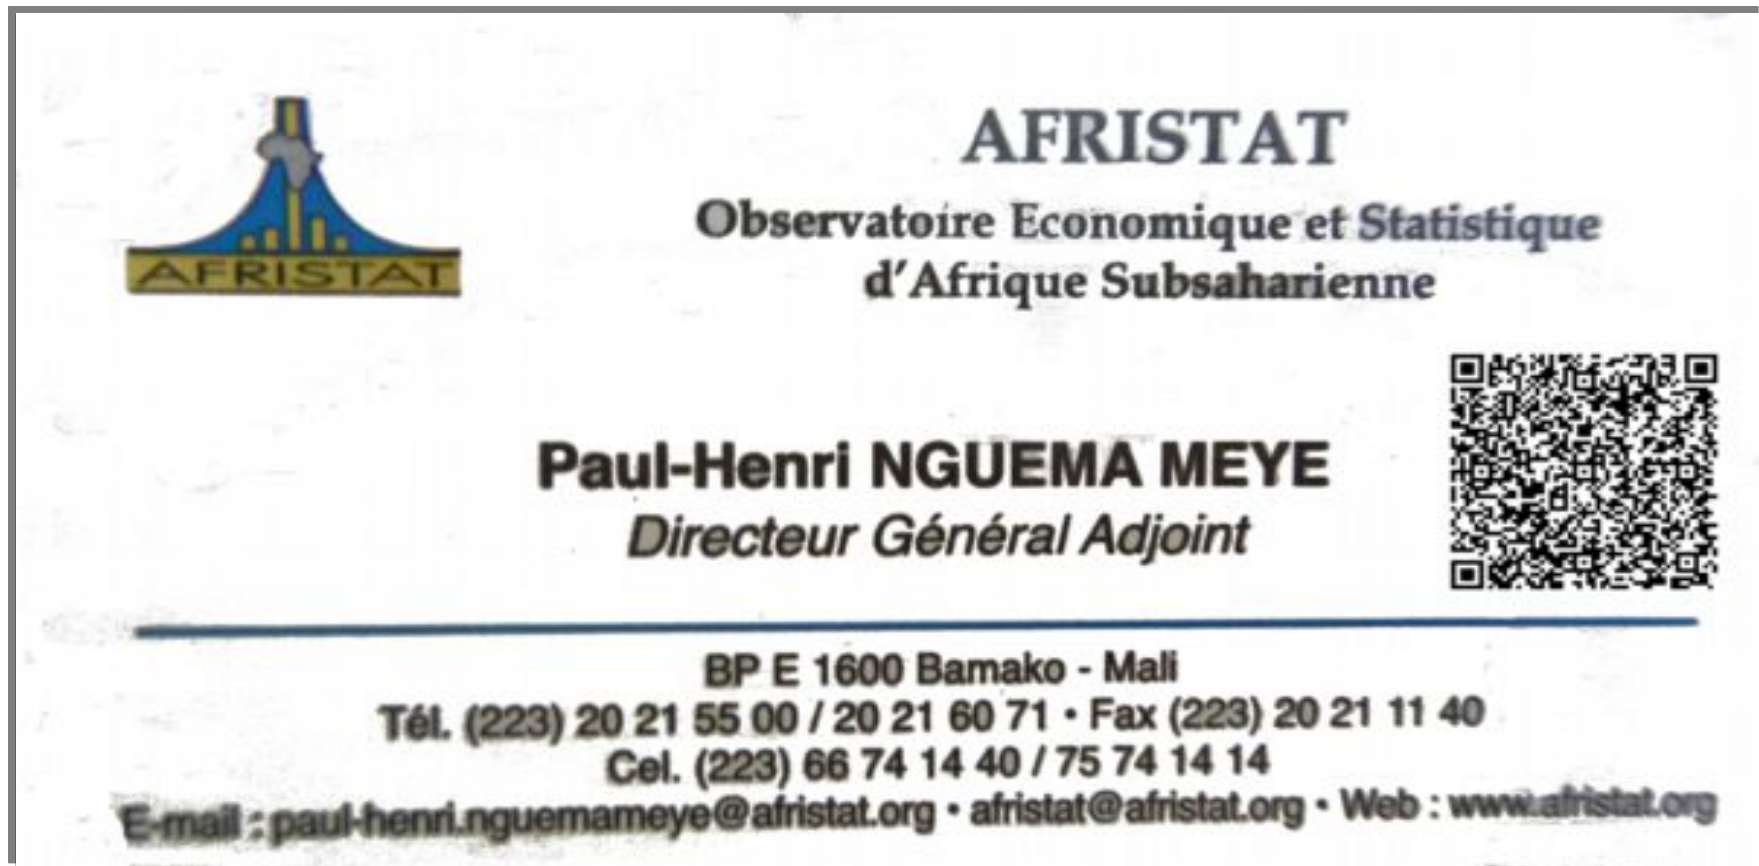 AFRISTAT
AFRISTAT
Observatoire Economique et Statistique
d'Afrique Subsaharienne
Paul-Henri NGUEMA MEYE
Directeur Général Adjoint
BP E 1600 Bamako - Mali
Tél. (223) 20 21 55 00 / 20 21 60 71 • Fax (223) 20 21 11 40
Cel. (223) 66 74 14 40 / 75 74 14 14
E-mail : paul-henri.nguemameye@afristat.org • afristat@afristat.org • Web : www.afristat.org